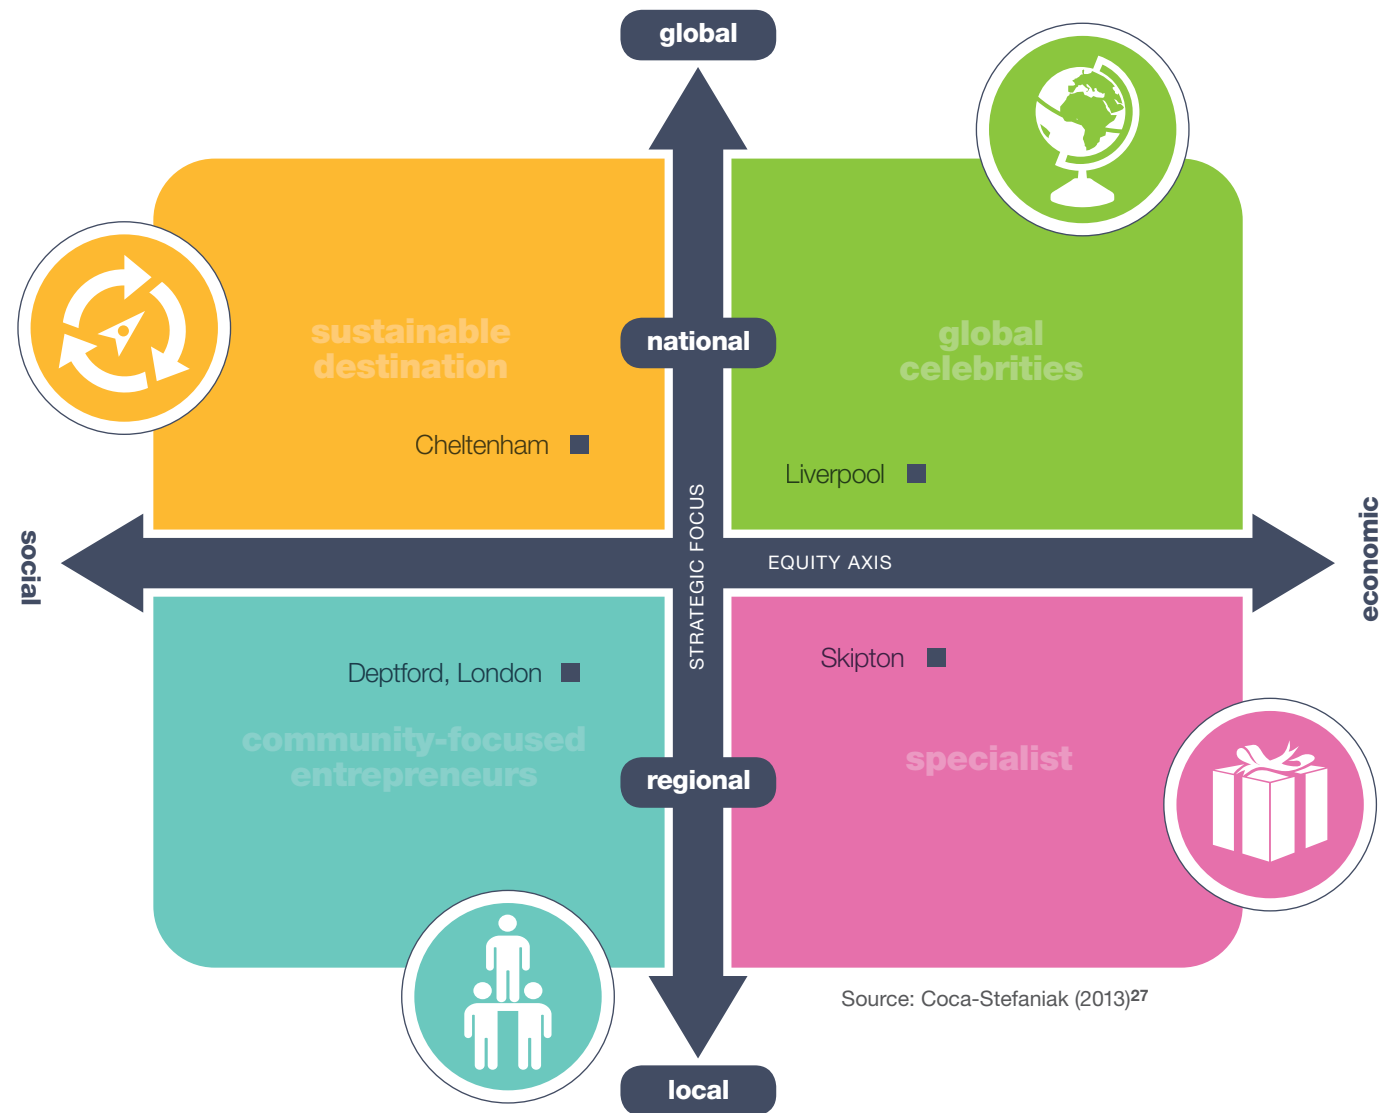 global
sustainable
destination
national
global
celebrities
Cheltenham
Liverpool
STRATEGIC FOCUS
EQUITY AXIS
social
economic
Deptford, London
Skipton
community-focused
entrepreneurs
regional
specialist
Source: Coca-Stefaniak (2013)27
local